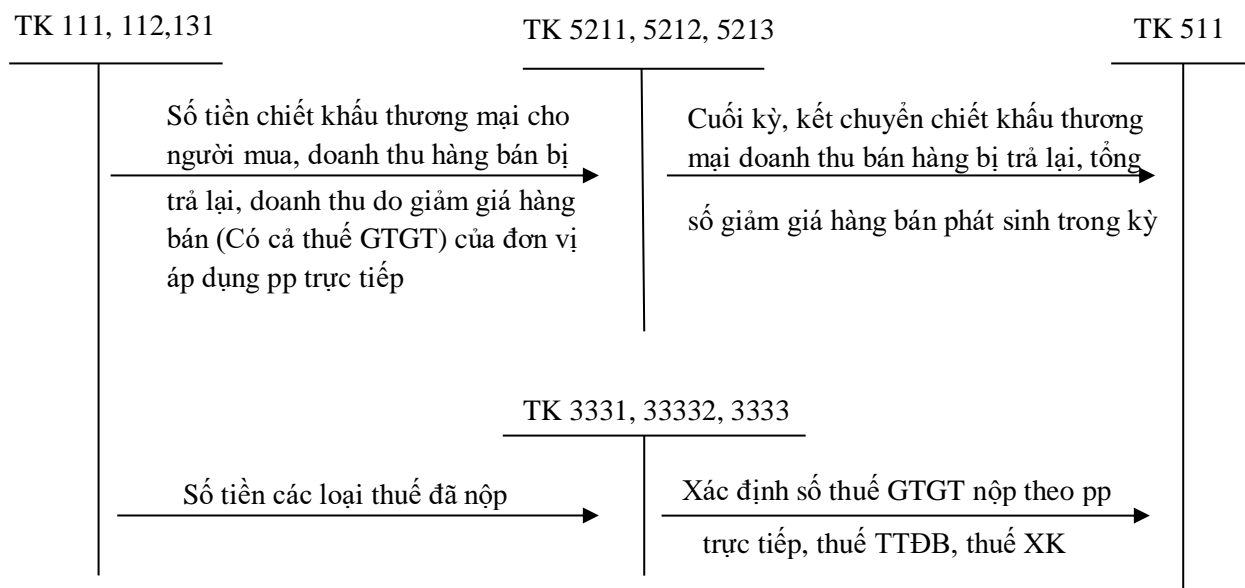 TK 111, 112,131
TK 5211, 5212, 5213
TK 511
Số tiền chiết khấu thương mại cho
người mua, doanh thu hàng bán bị
trả lại, doanh thu do giảm giá hàng
bán (Có cả thuế GTGT) của đơn vị
áp dụng pp trực tiếp
Cuối kỳ, kết chuyển chiết khấu thương
mại doanh thu bán hàng bị trả lại, tổng
số giảm giá hàng bán phát sinh trong kỳ
TK 3331, 33332, 3333
Số tiền các loại thuế đã nộp
Xác định số thuế GTGT nộp theo pp
trực tiếp, thuế TTĐB, thuế XK